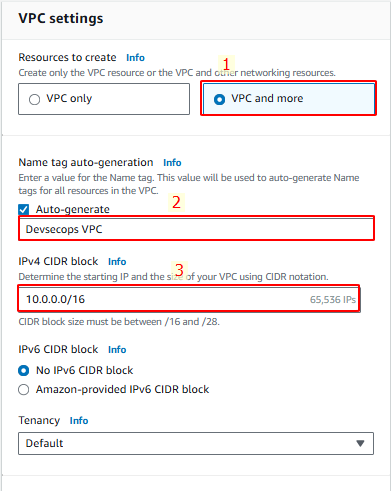 VPC settings
Resources to create Info
1
Create only the VPC resource or the VPC and other networking resources.
VPC only
VPC and more
Name tag auto-generation Info
Enter a value for the Name tag. This value will be used to auto-generate Name
tags for all resources in the VPC.
Auto-generate
2
Devsecops VPC
IPv4 CIDR block Info
Determine the starting IP and the size of your VPC using CIDR notation.
3
10.0.0.0/16 65,536 IPs
CIDR block size must be between /16 and /28.
IPv6 CIDR block Info
No IPv6 CIDR block
Amazon-provided IPv6 CIDR block
Tenancy Info
Default